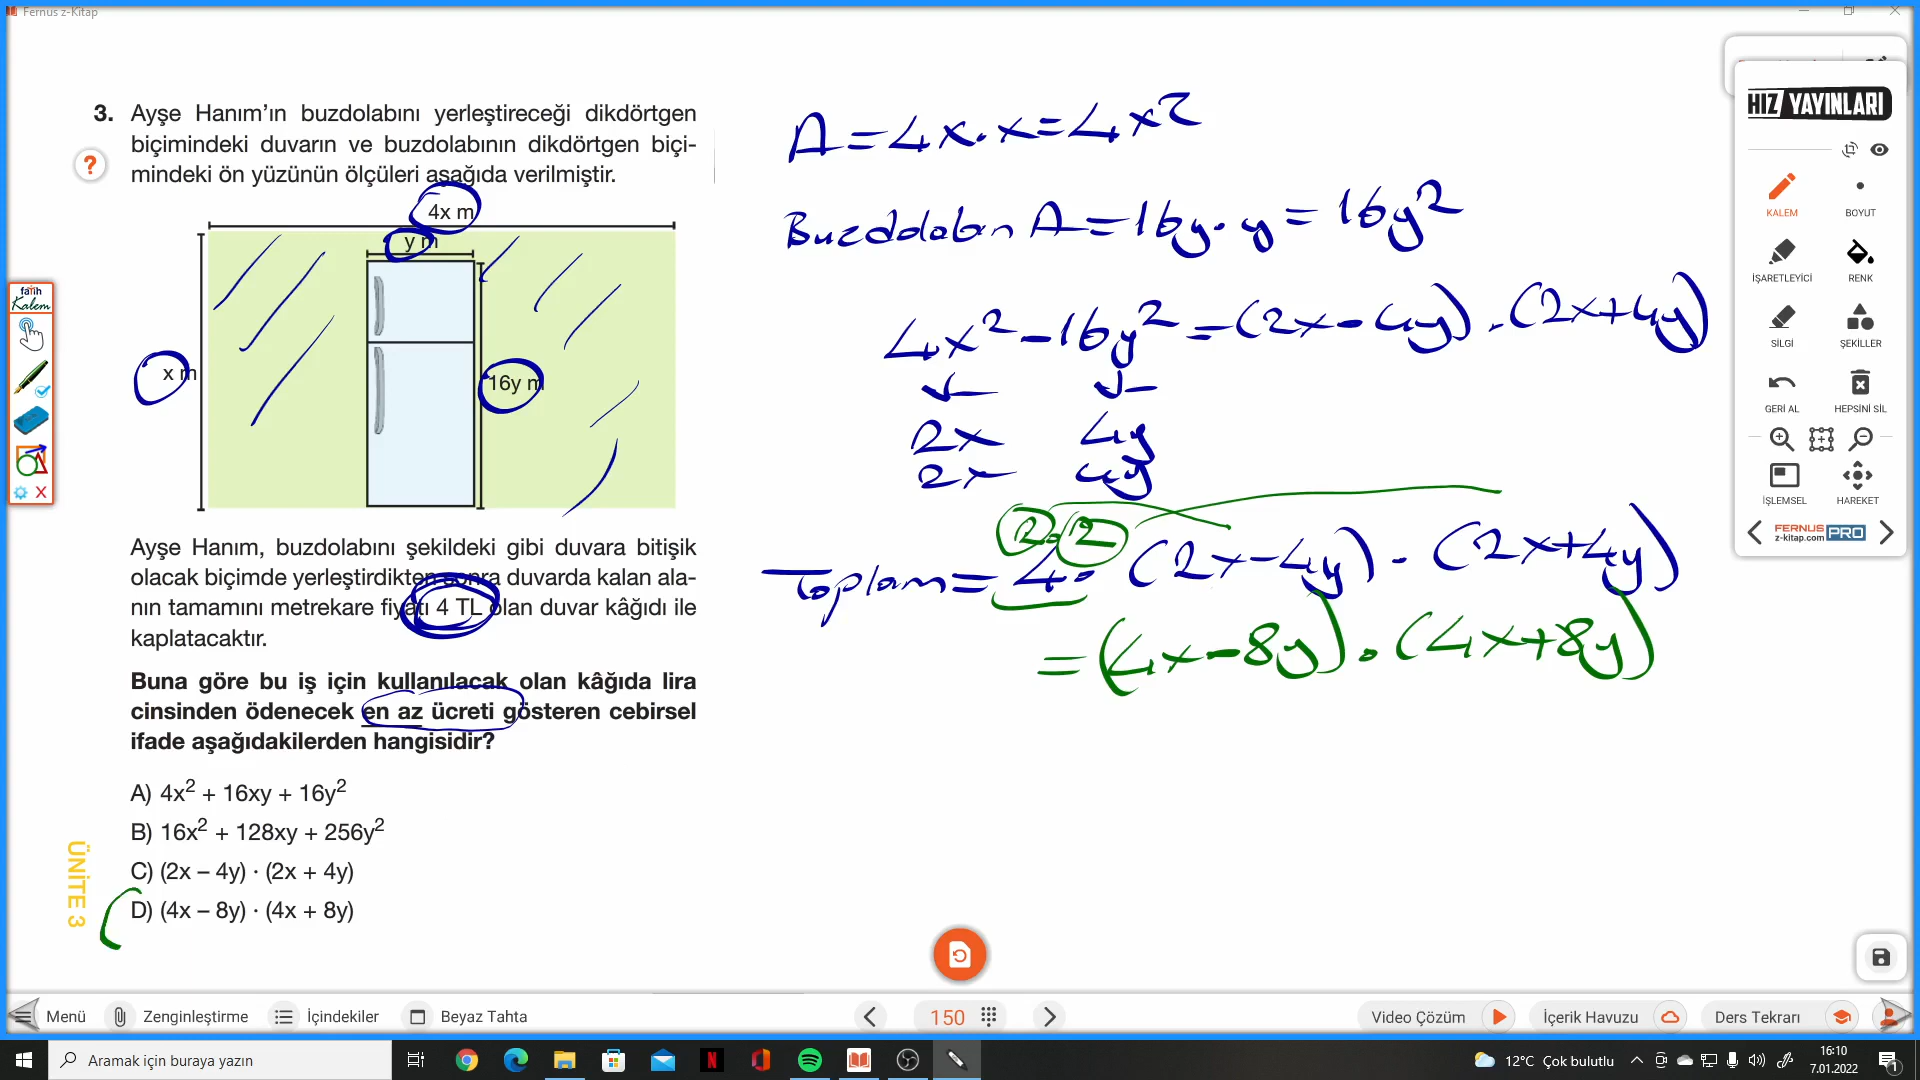 Fernus z-Kitap
3. Ayşe Hanım'ın buzdolabını yerleştireceği dikdörtgen
biçimindeki duvarın ve buzdolabının dikdörtgen biçi-
mindeki ön yüzünün ölçüleri aşağıda verilmiştir.
?
4x m
y m
x m
16y m
Ayşe Hanım, buzdolabını şekildeki gibi duvara bitişik
olacak biçimde yerleştirdikten sonra duvarda kalan ala-
nın tamamını metrekare fiyatı 4 TL olan duvar kâğıdı ile
kaplatacaktır.
Buna göre bu iş için kullanılacak olan kâğıda lira
cinsinden ödenecek en az ücreti gösteren cebirsel
ifade aşağıdakilerden hangisidir?
A) 4x² + 16xy + 16y²
B) 16x² + 128xy + 256y²
C) (2x – 4y) · (2x + 4y)
D) (4x – 8y) · (4x + 8y)
ÜNİTE 3
A=4x.x=4x²
Buzdolabın A=16y.y=16y²
4x²-16y²=(2x-4y).(2x+4y)
2x 4y
2x 4y
2.2
Toplam=4.(2x-4y).(2x+4y)
=(4x-8y).(4x+8y)
fatih
Kalem
X
HIZ YAYINLARI
KALEM BOYUT
İŞARETLEYİCİ RENK
SİLGİ ŞEKİLLER
GERİ AL HEPSİNİ SİL
İŞLEMSEL HAREKET
FERNUS PRO
z-kitap.com
Menü Zenginleştirme İçindekiler Beyaz Tahta 150 Video Çözüm İçerik Havuzu Ders Tekrarı
Aramak için buraya yazın
N
12°C Çok bulutlu
16:10
7.01.2022
1